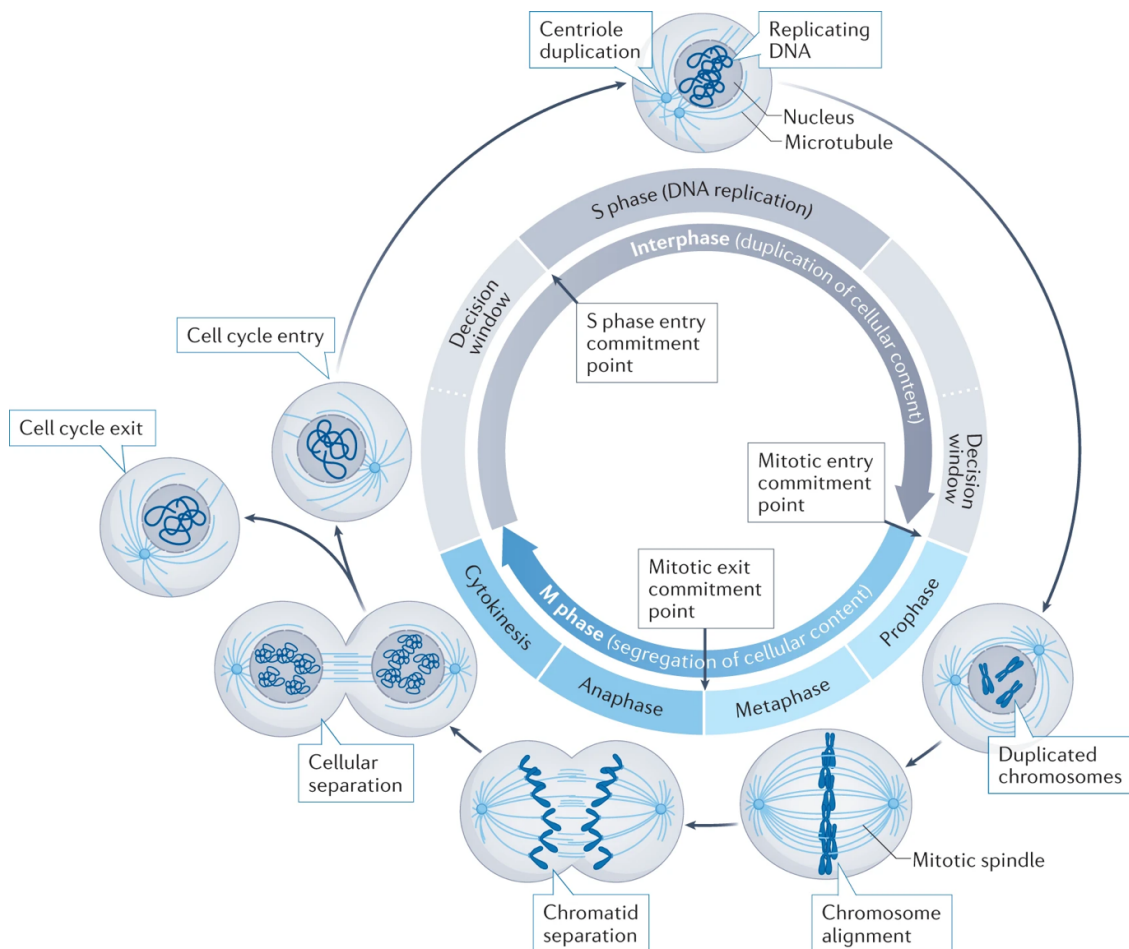 Centriole
duplication
Replicating
DNA
Nucleus
Microtubule
S phase (DNA replication)
Interphase (duplication of cellular content)
Decision
window
S phase entry
commitment
point
Cell cycle entry
Cell cycle exit
Decision
window
Mitotic entry
commitment
point
Mitotic exit
commitment
point
M phase (segregation of cellular content)
Cytokinesis
Anaphase
Metaphase
Prophase
Duplicated
chromosomes
Cellular
separation
Mitotic spindle
Chromatid
separation
Chromosome
alignment